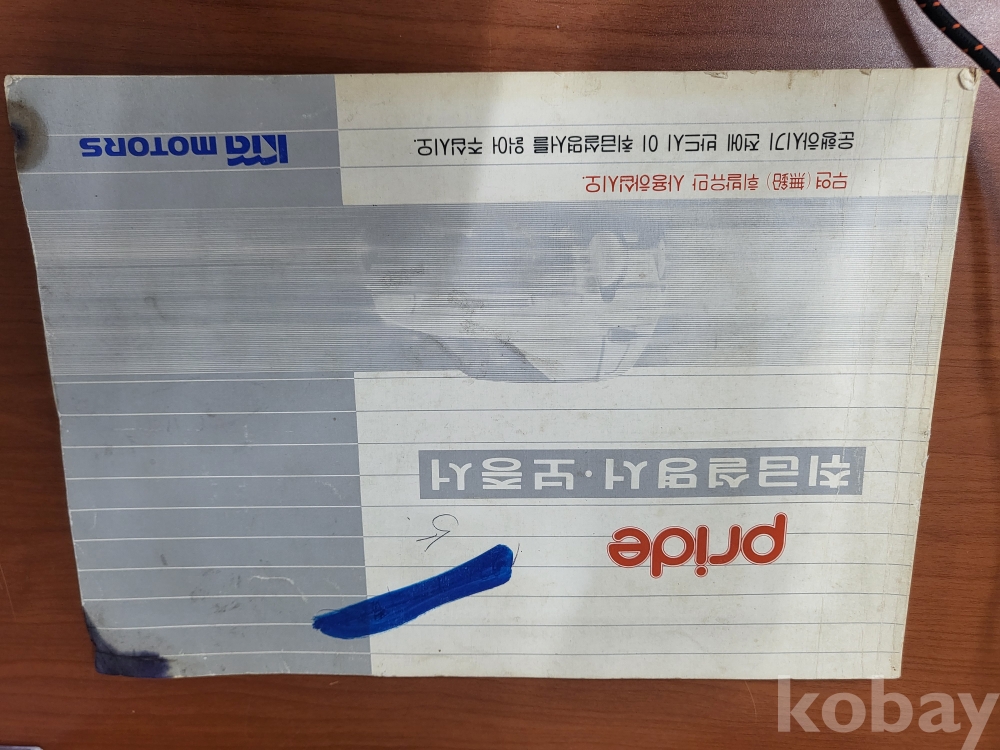 pride
취급설명서·보증서
무연(無鉛) 휘발유만 사용하십시오.
운행하시기 전에 반드시 이 취급설명서를 읽어 주십시오.
KIA MOTORS
kobay